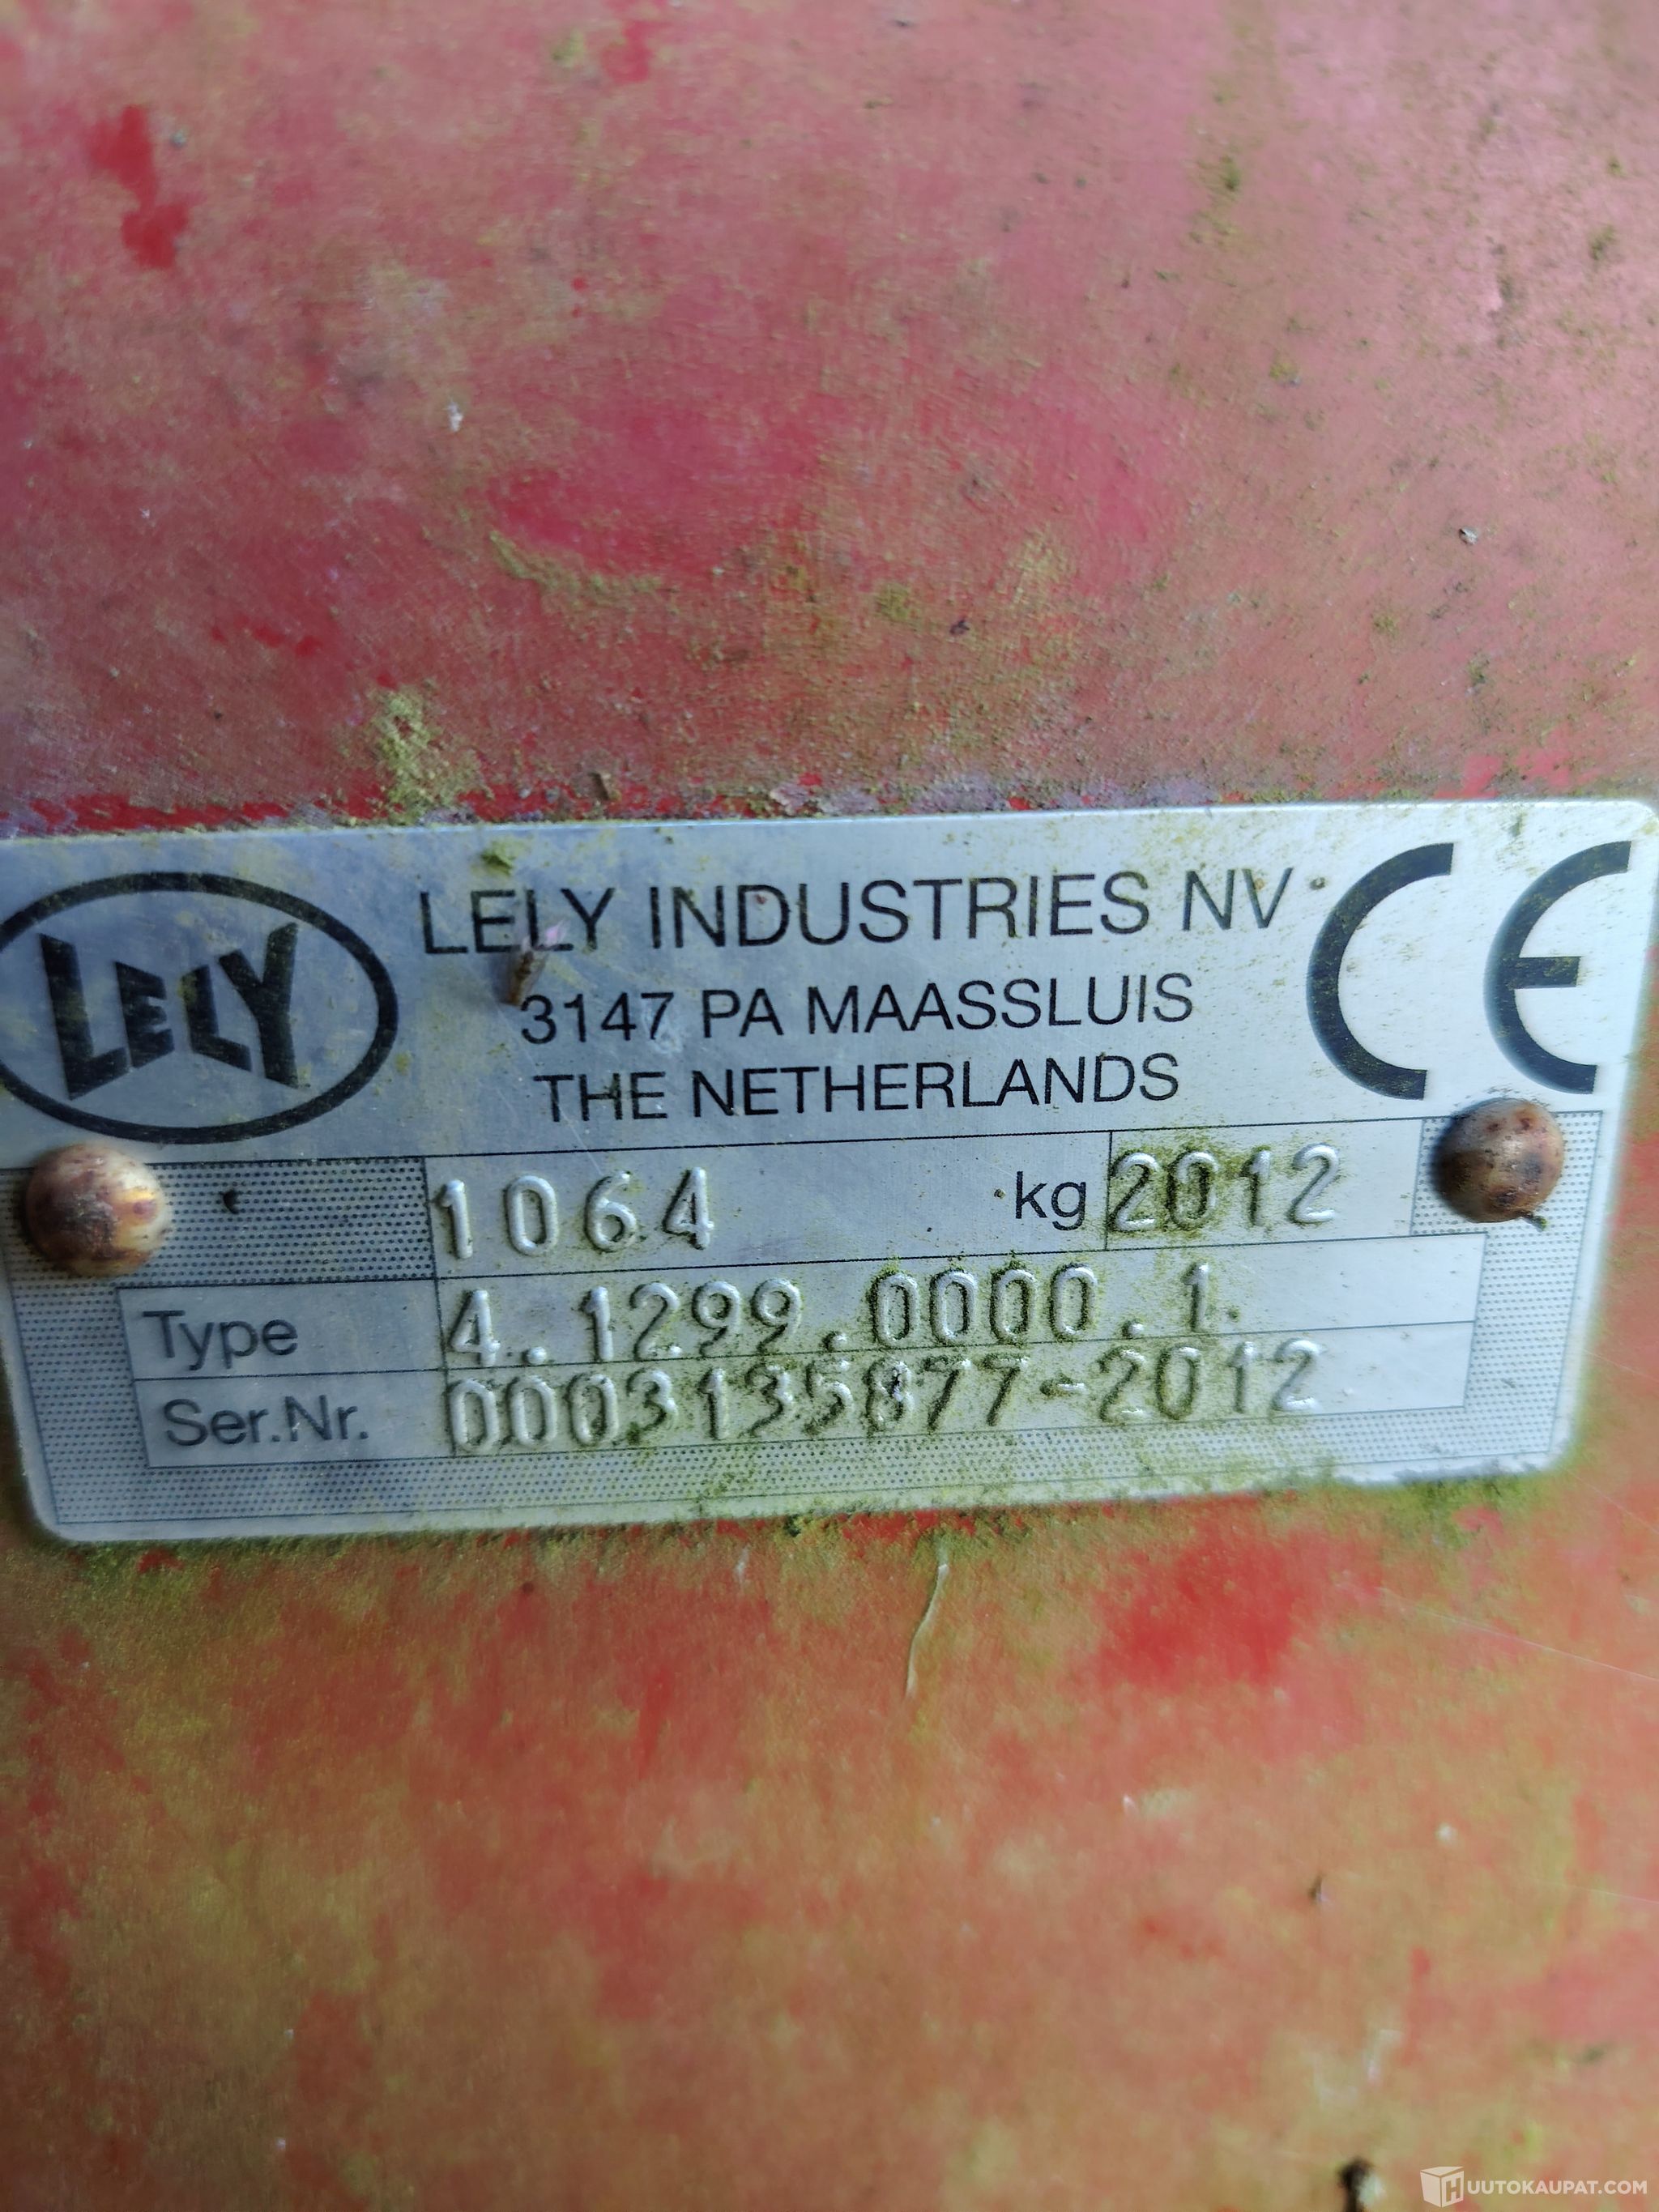 LELY
LELY INDUSTRIES NV
3147 PA MAASSLUIS
THE NETHERLANDS
CE
1064 kg 2012
Type 4.1299.0000.1.
Ser.Nr. 0003135877-2012
HUUTOKAUPAT.COM